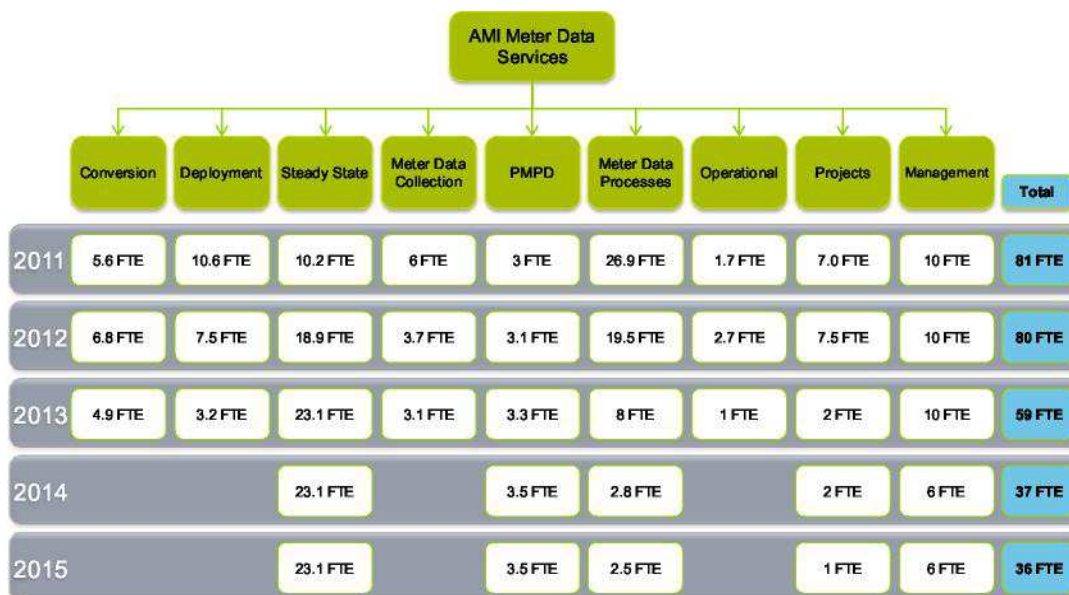 AMI Meter Data
Services
Conversion
Deployment
Steady State
Meter Data
Collection
PMPD
Meter Data
Processes
Operational
Projects
Management
Total
2011 5.6 FTE 10.6 FTE 10.2 FTE 6 FTE 3 FTE 26.9 FTE 1.7 FTE 7.0 FTE 10 FTE 81 FTE
2012 6.8 FTE 7.5 FTE 18.9 FTE 3.7 FTE 3.1 FTE 19.5 FTE 2.7 FTE 7.5 FTE 10 FTE 80 FTE
2013 4.9 FTE 3.2 FTE 23.1 FTE 3.1 FTE 3.3 FTE 8 FTE 1 FTE 2 FTE 10 FTE 59 FTE
2014 23.1 FTE 3.5 FTE 2.8 FTE 2 FTE 6 FTE 37 FTE
2015 23.1 FTE 3.5 FTE 2.5 FTE 1 FTE 6 FTE 36 FTE